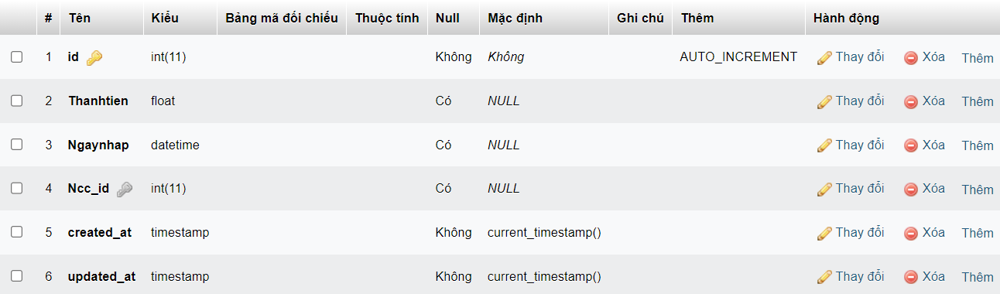 # Tên Kiểu Bảng mã đối chiếu Thuộc tính Null Mặc định Ghi chú Thêm Hành động
1 id int(11) Không Không AUTO_INCREMENT Thay đổi Xóa Thêm
2 Thanhtien float Có NULL Thay đổi Xóa Thêm
3 Ngaynhap datetime Có NULL Thay đổi Xóa Thêm
4 Ncc_id int(11) Có NULL Thay đổi Xóa Thêm
5 created_at timestamp Không current_timestamp() Thay đổi Xóa Thêm
6 updated_at timestamp Không current_timestamp() Thay đổi Xóa Thêm